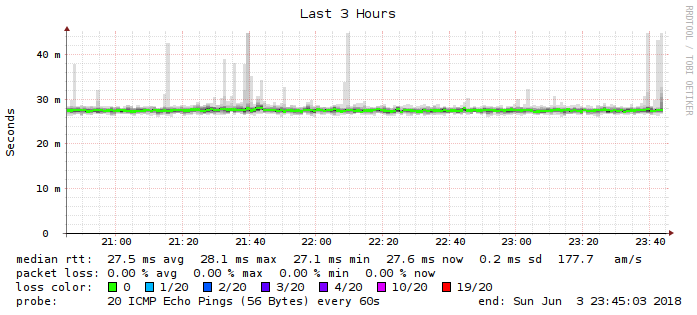 Last 3 Hours
RRDTOOL / TOBI OETIKER
Seconds
40 m
30 m
20 m
10 m
0
21:00 21:20 21:40 22:00 22:20 22:40 23:00 23:20 23:40
median rtt: 27.5 ms avg 28.1 ms max 27.1 ms min 27.6 ms now 0.2 ms sd 177.7 am/s
packet loss: 0.00 % avg 0.00 % max 0.00 % min 0.00 % now
loss color: 0 1/20 2/20 3/20 4/20 10/20 19/20
probe: 20 ICMP Echo Pings (56 Bytes) every 60s end: Sun Jun 3 23:45:03 2018